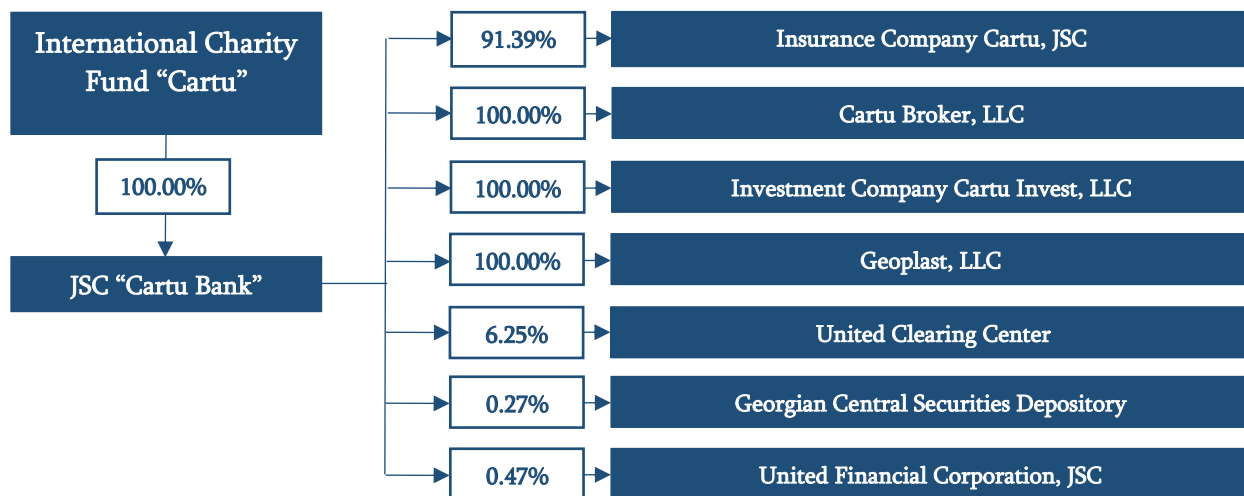 International Charity
Fund “Cartu”
100.00%
JSC “Cartu Bank”
91.39%
Insurance Company Cartu, JSC
100.00%
Cartu Broker, LLC
100.00%
Investment Company Cartu Invest, LLC
100.00%
Geoplast, LLC
6.25%
United Clearing Center
0.27%
Georgian Central Securities Depository
0.47%
United Financial Corporation, JSC